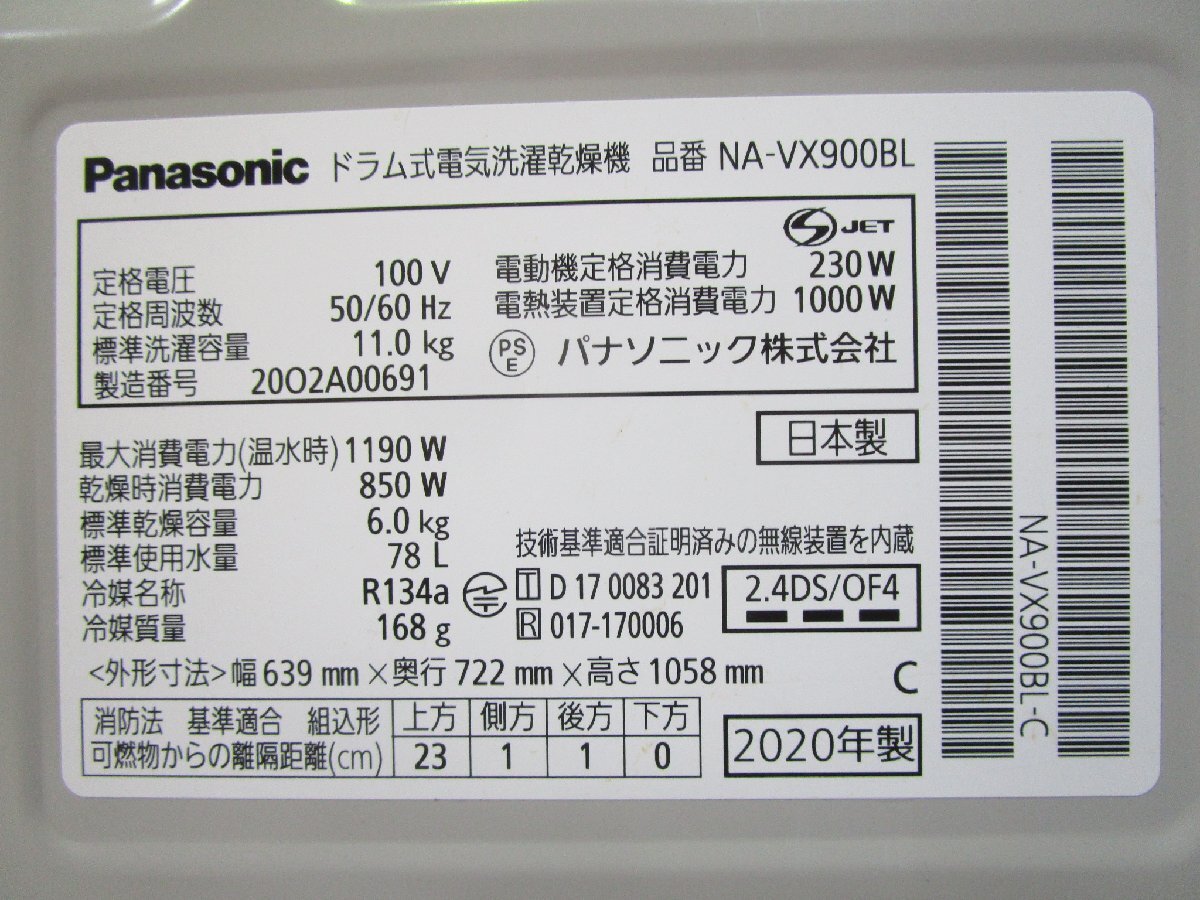 Panasonic ドラム式電気洗濯乾燥機 品番 NA-VX900BL
JET
定格電圧 100 V
定格周波数 50/60 Hz
標準洗濯容量 11.0 kg
製造番号 2002A00691
電動機定格消費電力 230 W
電熱装置定格消費電力 1000 W
PS E パナソニック株式会社
日本製
最大消費電力(温水時) 1190 W
乾燥時消費電力 850 W
標準乾燥容量 6.0 kg
標準使用水量 78 L
冷媒名称 R134a
冷媒質量 168 g
技術基準適合証明済みの無線装置を内蔵
T D 17 0083 201
R 017-170006
2.4DS/OF4
<外形寸法>幅 639 mm×奥行 722 mm×高さ 1058 mm
C
消防法 基準適合 組込形 上方 側方 後方 下方
可燃物からの離隔距離(cm) 23 1 1 0
2020年製
NA-VX900BL-C